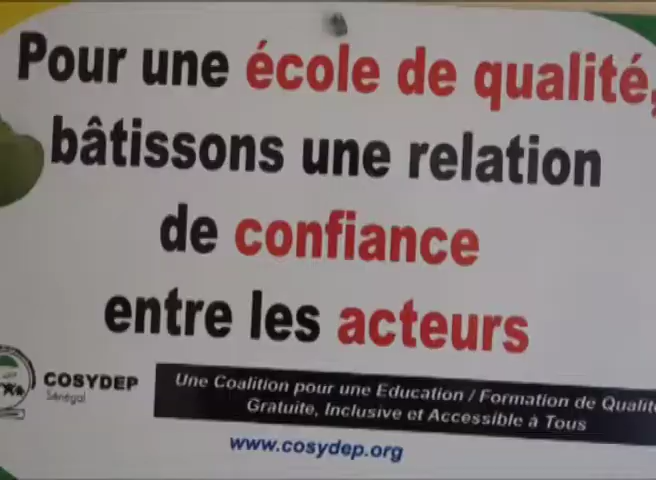 Pour une école de qualité,
bâtissons une relation
de confiance
entre les acteurs
COSYDEP
Sénégal
Une Coalition pour une Education / Formation de Qualité
Gratuite, Inclusive et Accessible à Tous
www.cosydep.org